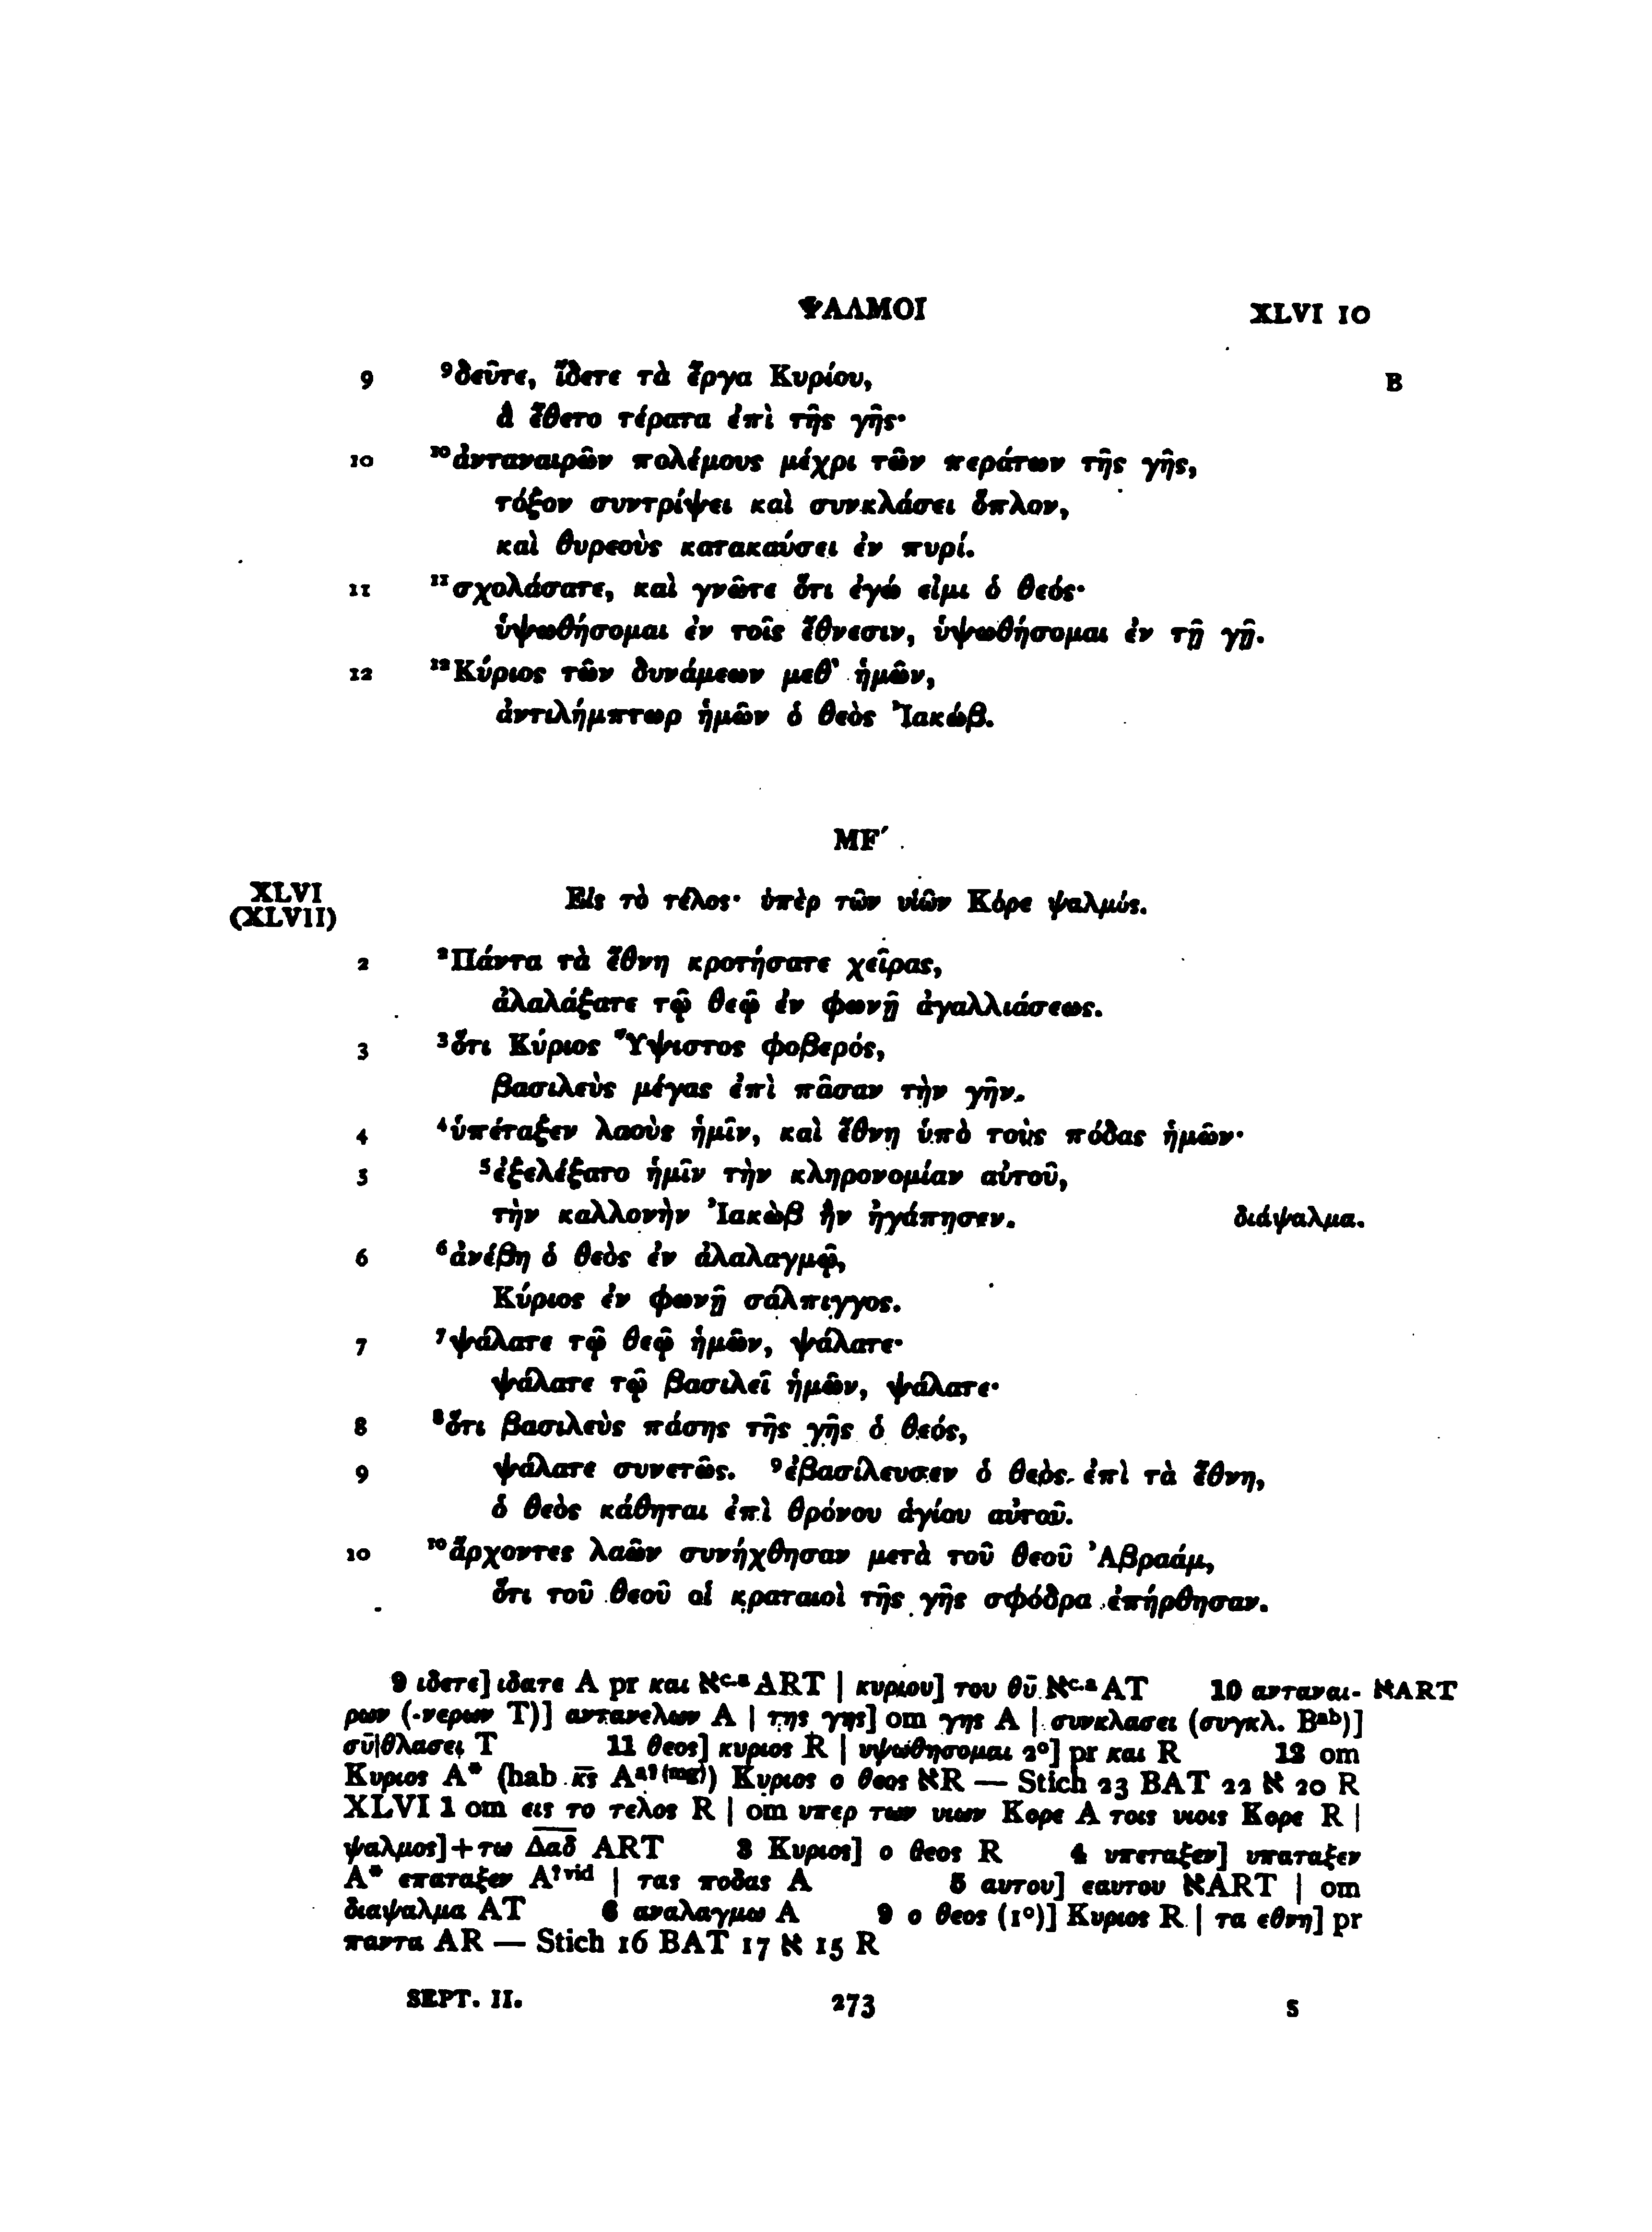 ΨΑΛΜΟΙ XLVI 10
9 ⁹δεῦτε, ἴδετε τὰ ἔργα Κυρίου, B
ἃ ἔθετο τέρατα ἐπὶ τῆς γῆς·
10 ¹⁰ἀνταναιρῶν πολέμους μέχρι τῶν περάτων τῆς γῆς,
τόξον συντρίψει καὶ συνκλάσει ὅπλον,
καὶ θυρεοὺς κατακαύσει ἐν πυρί.
11 ¹¹σχολάσατε, καὶ γνῶτε ὅτι ἐγώ εἰμι ὁ θεός·
ὑψωθήσομαι ἐν τοῖς ἔθνεσιν, ὑψωθήσομαι ἐν τῇ γῇ.
12 ¹²Κύριος τῶν δυνάμεων μεθ᾽ ἡμῶν,
ἀντιλήμπτωρ ἡμῶν ὁ θεὸς Ἰακώβ.
ΜϜ´
XLVI
(XLVII) Εἰς τὸ τέλος· ὑπὲρ τῶν υἱῶν Κόρε ψαλμός.
2 ²Πάντα τὰ ἔθνη κροτήσατε χεῖρας,
ἀλαλάξατε τῷ θεῷ ἐν φωνῇ ἀγαλλιάσεως.
3 ³ὅτι Κύριος Ὕψιστος φοβερός,
βασιλεὺς μέγας ἐπὶ πᾶσαν τὴν γῆν.
4 ⁴ὑπέταξεν λαοὺς ἡμῖν, καὶ ἔθνη ὑπὸ τοὺς πόδας ἡμῶν·
5 ⁵ἐξελέξατο ἡμῖν τὴν κληρονομίαν αὐτοῦ,
τὴν καλλονὴν Ἰακὼβ ἣν ἠγάπησεν. διάψαλμα.
6 ⁶ἀνέβη ὁ θεὸς ἐν ἀλαλαγμῷ,
Κύριος ἐν φωνῇ σάλπιγγος.
7 ⁷ψάλατε τῷ θεῷ ἡμῶν, ψάλατε·
ψάλατε τῷ βασιλεῖ ἡμῶν, ψάλατε·
8 ⁸ὅτι βασιλεὺς πάσης τῆς γῆς ὁ θεός,
9 ψάλατε συνετῶς. ⁹ἐβασίλευσεν ὁ θεὸς ἐπὶ τὰ ἔθνη,
ὁ θεὸς κάθηται ἐπὶ θρόνου ἁγίου αὐτοῦ.
10 ¹⁰ἄρχοντες λαῶν συνήχθησαν μετὰ τοῦ θεοῦ Ἀβραάμ,
ὅτι τοῦ θεοῦ οἱ κραταιοὶ τῆς γῆς σφόδρα ἐπήρθησαν.
9 ιδετε] ιδατε A pr και ℵᶜ·ᵃ ART | κυριου] του θῡ ℵᶜ·ᵃ AT 10 ανταναι- ℵART
ρων (-νερων T)] αντανελων A | της γης] om γης A | συνκλασει (συγκλ. Bᵃᵇ)]
σῡ|θλασει T 11 θεος] κυριος R | υψωθησομαι 2⁰] pr και R 12 om
Κυριος A* (hab κ̅ς̅ Aᵃ?⁽ᵐᵍ⁾) Κυριος ο θεος ℵR — Stich 23 BAT 22 ℵ 20 R
XLVI 1 om εις το τελος R | om υπερ των υιων Κορε A τοις υιοις Κορε R |
ψαλμος]+τω Δ̅α̅δ̅ ART 3 Κυριος] ο θεος R 4 υπεταξεν] υπαταξεν
A* επαταξεν A?ᵛⁱᵈ | τας ποδας A 5 αυτου] εαυτου ℵART | om
διαψαλμα AT 6 αναλαγμω A 9 ο θεος (1⁰)] Κυριος R | τα εθνη] pr
παντα AR — Stich 16 BAT 17 ℵ 15 R
SEPT. II. 273 S